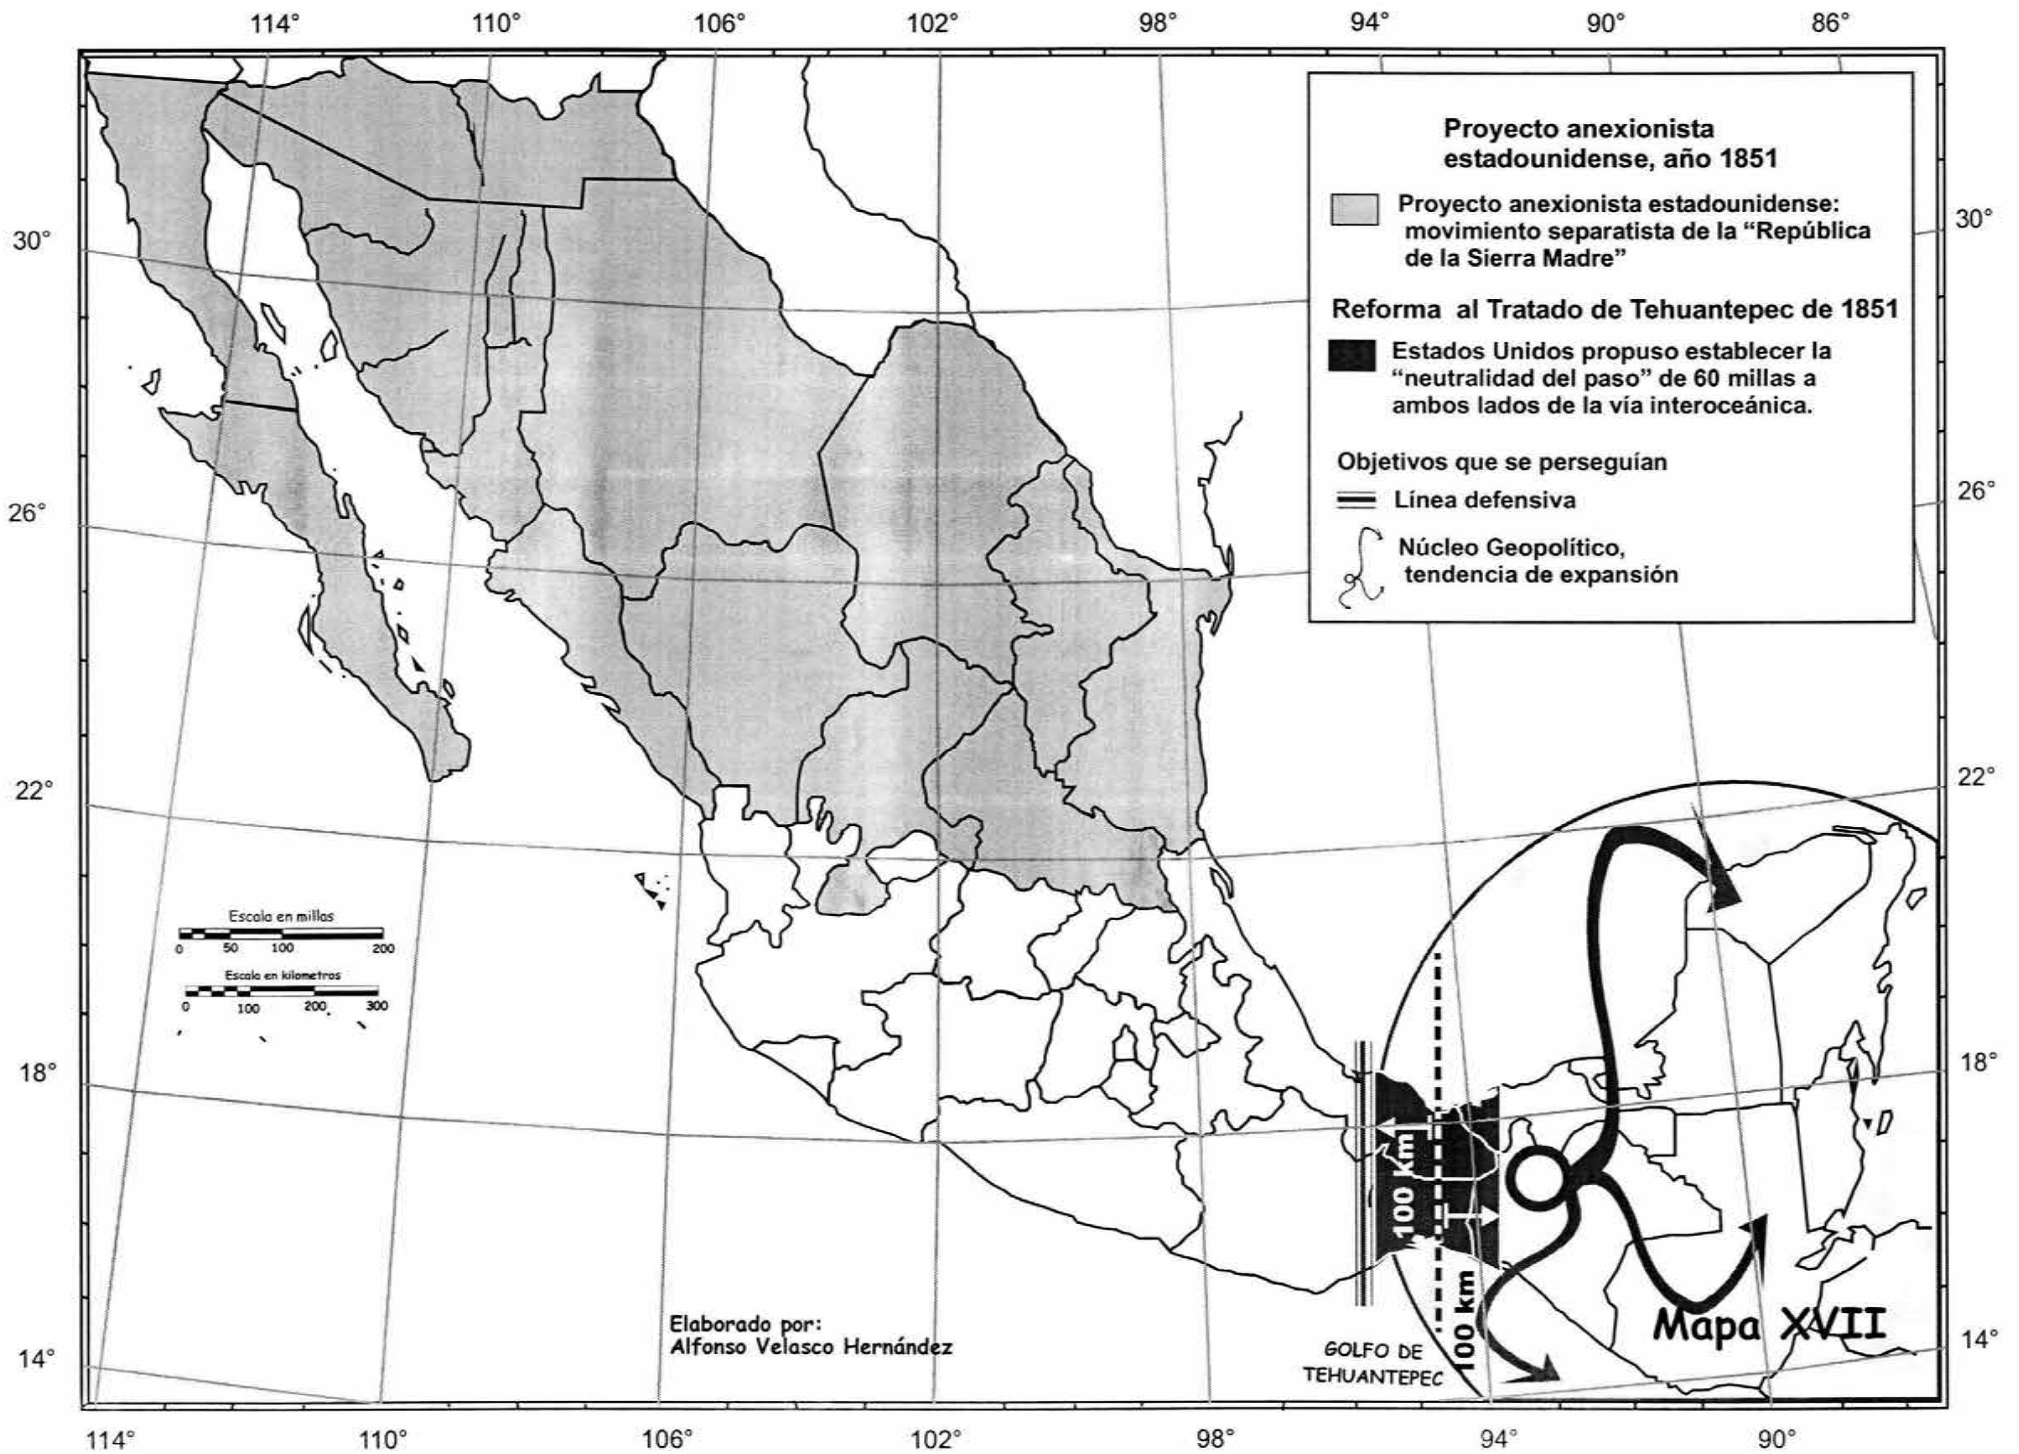 114° 110° 106° 102° 98° 94° 90° 86°
Proyecto anexionista
estadounidense, año 1851
Proyecto anexionista estadounidense:
movimiento separatista de la “República
de la Sierra Madre”
Reforma al Tratado de Tehuantepec de 1851
Estados Unidos propuso establecer la
“neutralidad del paso” de 60 millas a
ambos lados de la vía interoceánica.
Objetivos que se perseguían
Línea defensiva
Núcleo Geopolítico,
tendencia de expansión
30°
30°
26°
26°
22°
22°
18°
18°
14°
14°
Escala en millas
0 50 100 200
Escala en kilometros
0 100 200 300
100 km
100 km
Elaborado por:
Alfonso Velasco Hernández
GOLFO DE
TEHUANTEPEC
Mapa XVII
114° 110° 106° 102° 98° 94° 90°